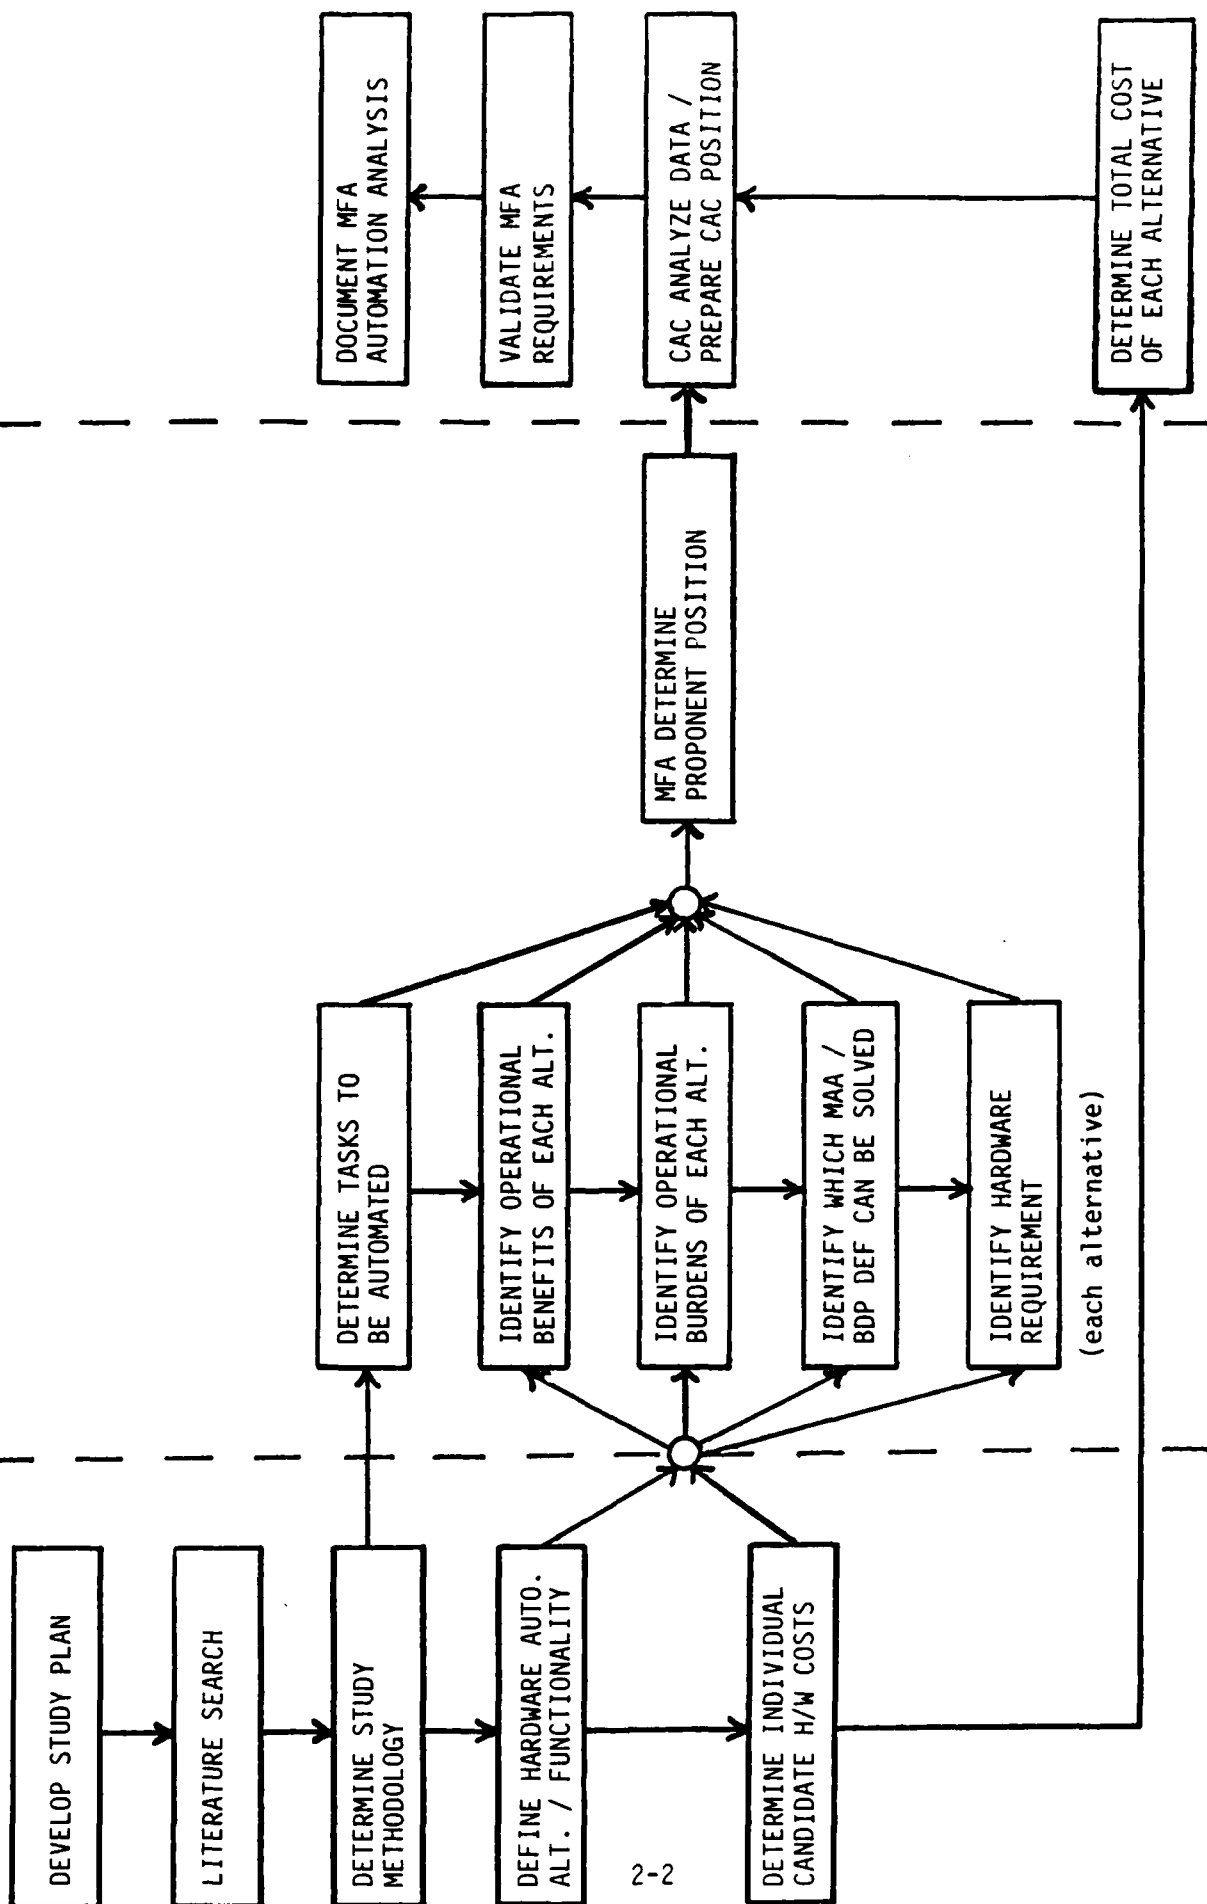 DEVELOP STUDY PLAN
LITERATURE SEARCH
DETERMINE STUDY
METHODOLOGY
DEFINE HARDWARE AUTO.
ALT. / FUNCTIONALITY
DETERMINE INDIVIDUAL
CANDIDATE H/W COSTS
DETERMINE TASKS TO
BE AUTOMATED
IDENTIFY OPERATIONAL
BENEFITS OF EACH ALT.
IDENTIFY OPERATIONAL
BURDENS OF EACH ALT.
IDENTIFY WHICH MAA /
BDP DEF CAN BE SOLVED
IDENTIFY HARDWARE
REQUIREMENT
(each alternative)
MFA DETERMINE
PROPONENT POSITION
DOCUMENT MFA
AUTOMATION ANALYSIS
VALIDATE MFA
REQUIREMENTS
CAC ANALYZE DATA /
PREPARE CAC POSITION
DETERMINE TOTAL COST
OF EACH ALTERNATIVE
2-2